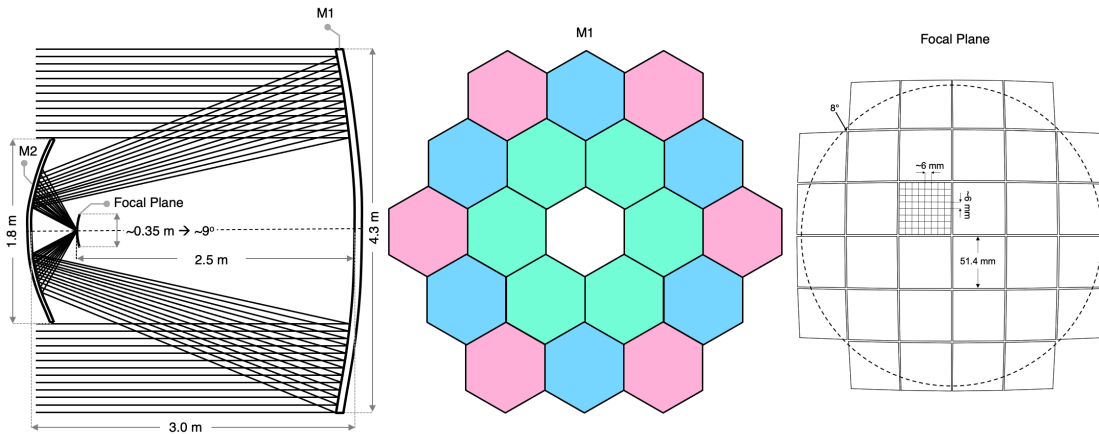 M1
M2
Focal Plane
~0.35 m → ~9º
1.8 m
2.5 m
4.3 m
3.0 m
M1
Focal Plane
8°
~6 mm
~6 mm
51.4 mm